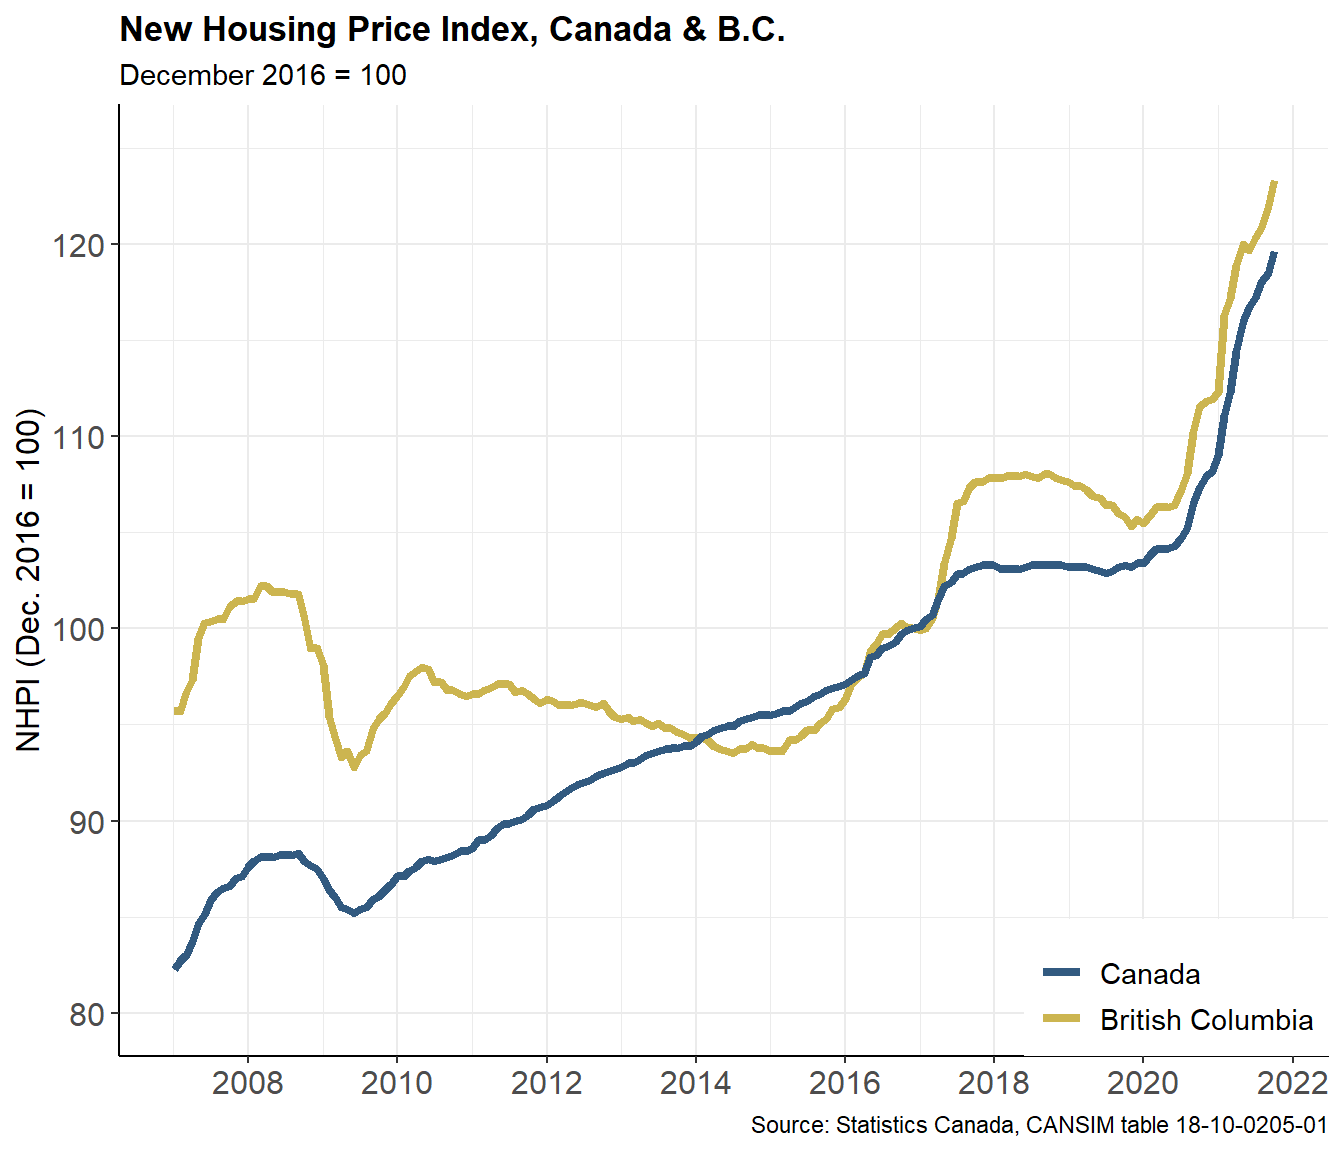 New Housing Price Index, Canada & B.C.
December 2016 = 100
NHPI (Dec. 2016 = 100)
120
110
100
90
80
Canada
British Columbia
2008 2010 2012 2014 2016 2018 2020 2022
Source: Statistics Canada, CANSIM table 18-10-0205-01